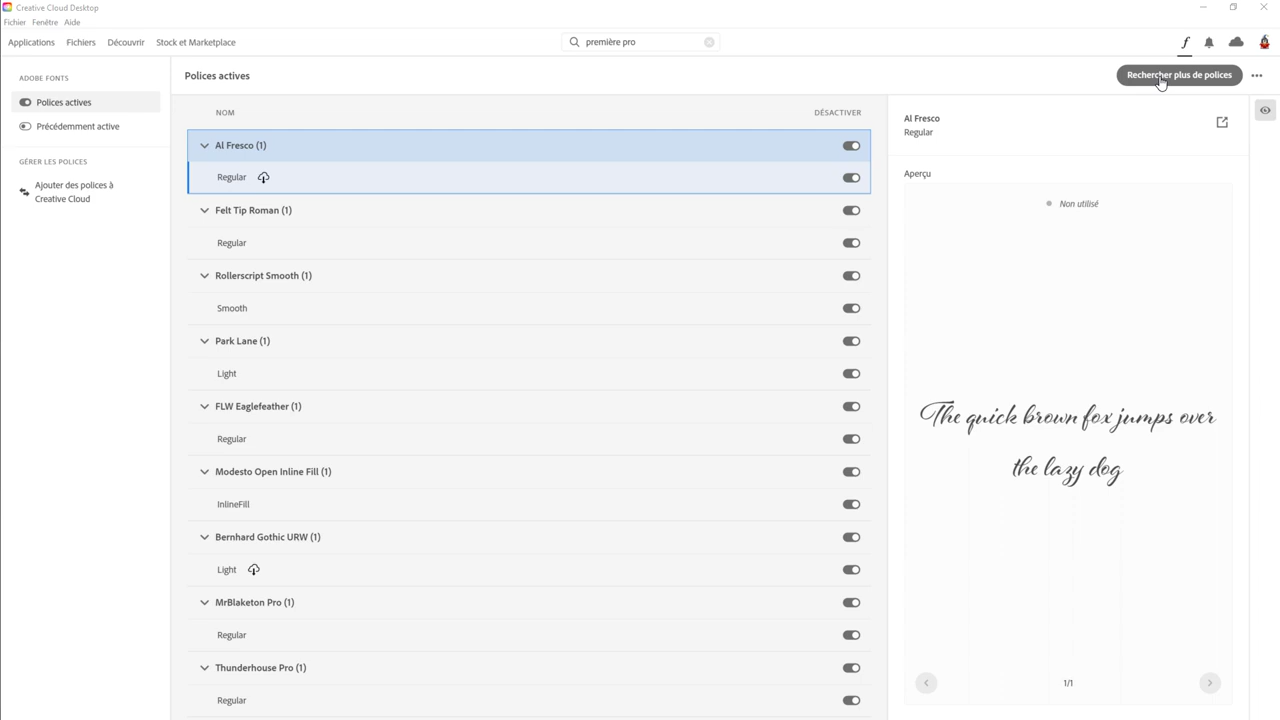 Creative Cloud Desktop
Fichier Fenêtre Aide
Applications Fichiers Découvrir Stock et Marketplace
première pro
ADOBE FONTS
Polices actives
Précédemment active
GÉRER LES POLICES
Ajouter des polices à
Creative Cloud
Polices actives
Rechercher plus de polices
NOM DÉSACTIVER
Al Fresco (1)
Regular
Felt Tip Roman (1)
Regular
Rollerscript Smooth (1)
Smooth
Park Lane (1)
Light
FLW Eaglefeather (1)
Regular
Modesto Open Inline Fill (1)
InlineFill
Bernhard Gothic URW (1)
Light
MrBlaketon Pro (1)
Regular
Thunderhouse Pro (1)
Regular
Al Fresco
Regular
Aperçu
Non utilisé
The quick brown fox jumps over
the lazy dog
1/1